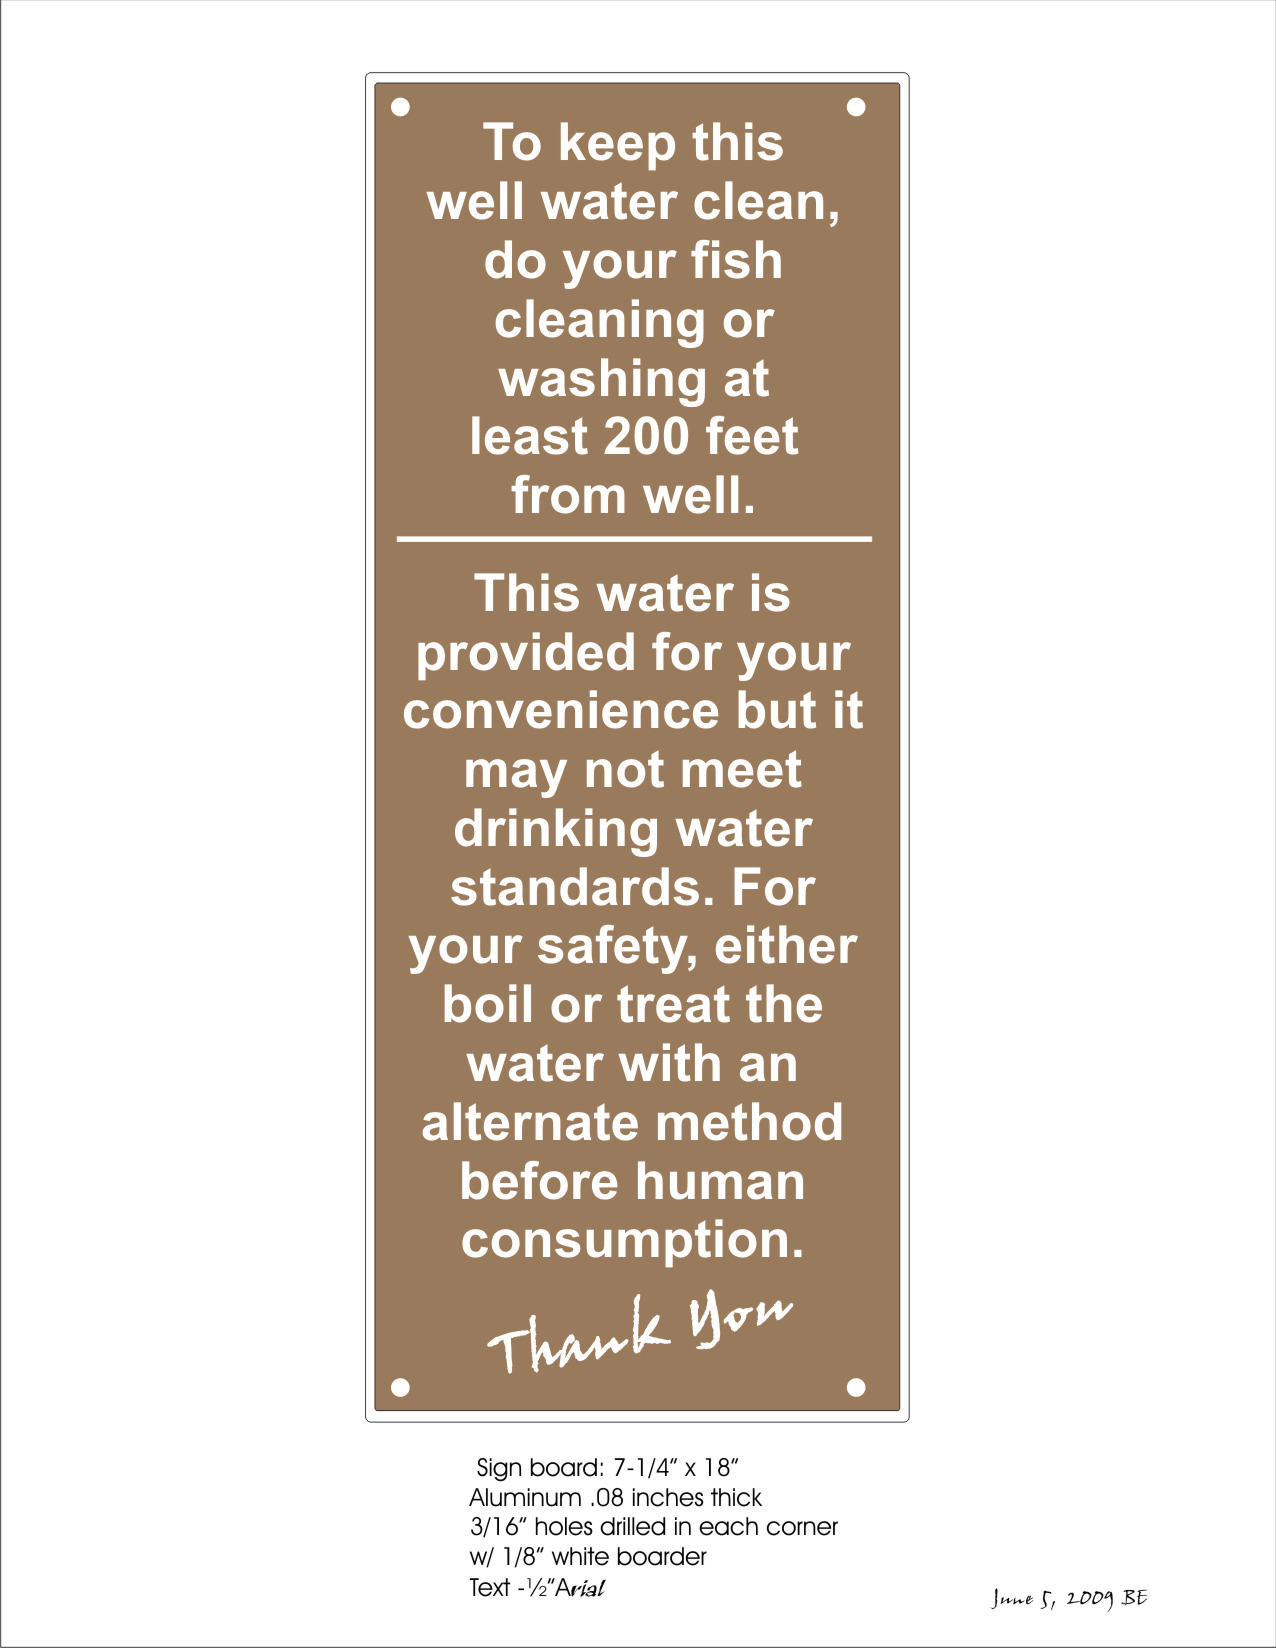 To keep this
well water clean,
do your fish
cleaning or
washing at
least 200 feet
from well.
This water is
provided for your
convenience but it
may not meet
drinking water
standards. For
your safety, either
boil or treat the
water with an
alternate method
before human
consumption.
Thank You
Sign board: 7-1/4” x 18”
Aluminum .08 inches thick
3/16” holes drilled in each corner
w/ 1/8” white boarder
Text -½”Arial
June 5, 2009 BE